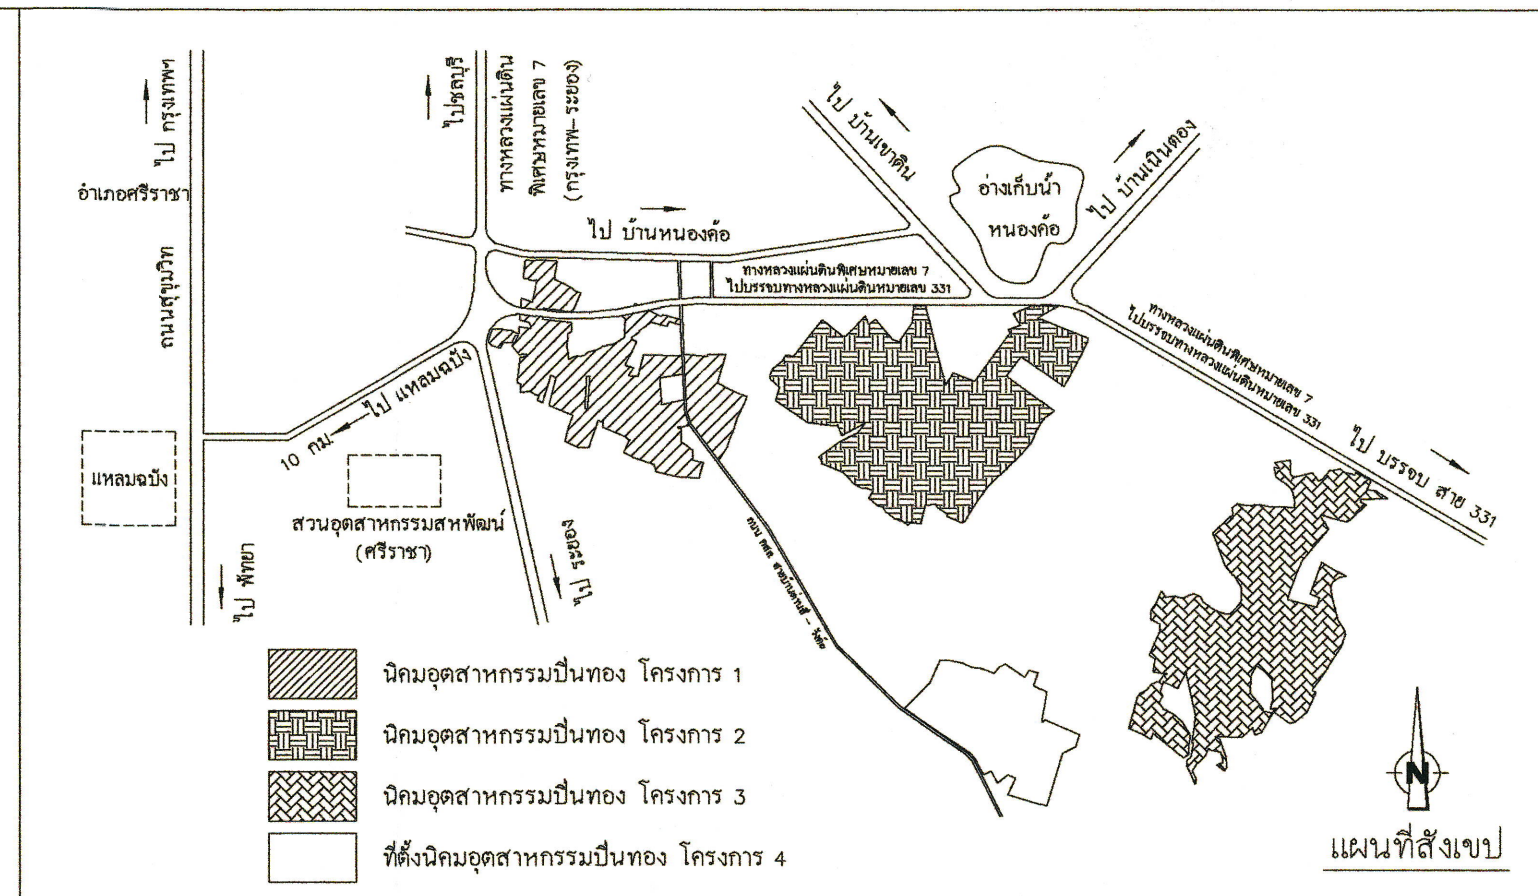 ไป กรุงเทพฯ
อำเภอศรีราชา
ถนนสุขุมวิท
ไปชลบุรี
ทางหลวงแผ่นดิน
พิเศษหมายเลข 7
(กรุงเทพ-ระยอง)
ไป บ้านหนองค้อ
ไป บ้านเขาดิน
อ่างเก็บน้ำ
หนองค้อ
ไป บ้านเนินตอง
ทางหลวงแผ่นดินพิเศษหมายเลข 7
ไปบรรจบทางหลวงแผ่นดินหมายเลข 331
ทางหลวงแผ่นดินพิเศษหมายเลข 7
ไปบรรจบทางหลวงแผ่นดินหมายเลข 331
ไป บรรจบ สาย 331
10 กม.
ไป แหลมฉบัง
แหลมฉบัง
สวนอุตสาหกรรมสหพัฒน์
(ศรีราชา)
ไป พัทยา
ไป ระยอง
ถนน คสล. สายบ้าน
นิคมอุตสาหกรรมปิ่นทอง โครงการ 1
นิคมอุตสาหกรรมปิ่นทอง โครงการ 2
นิคมอุตสาหกรรมปิ่นทอง โครงการ 3
ที่ตั้งนิคมอุตสาหกรรมปิ่นทอง โครงการ 4
N
แผนที่สังเขป